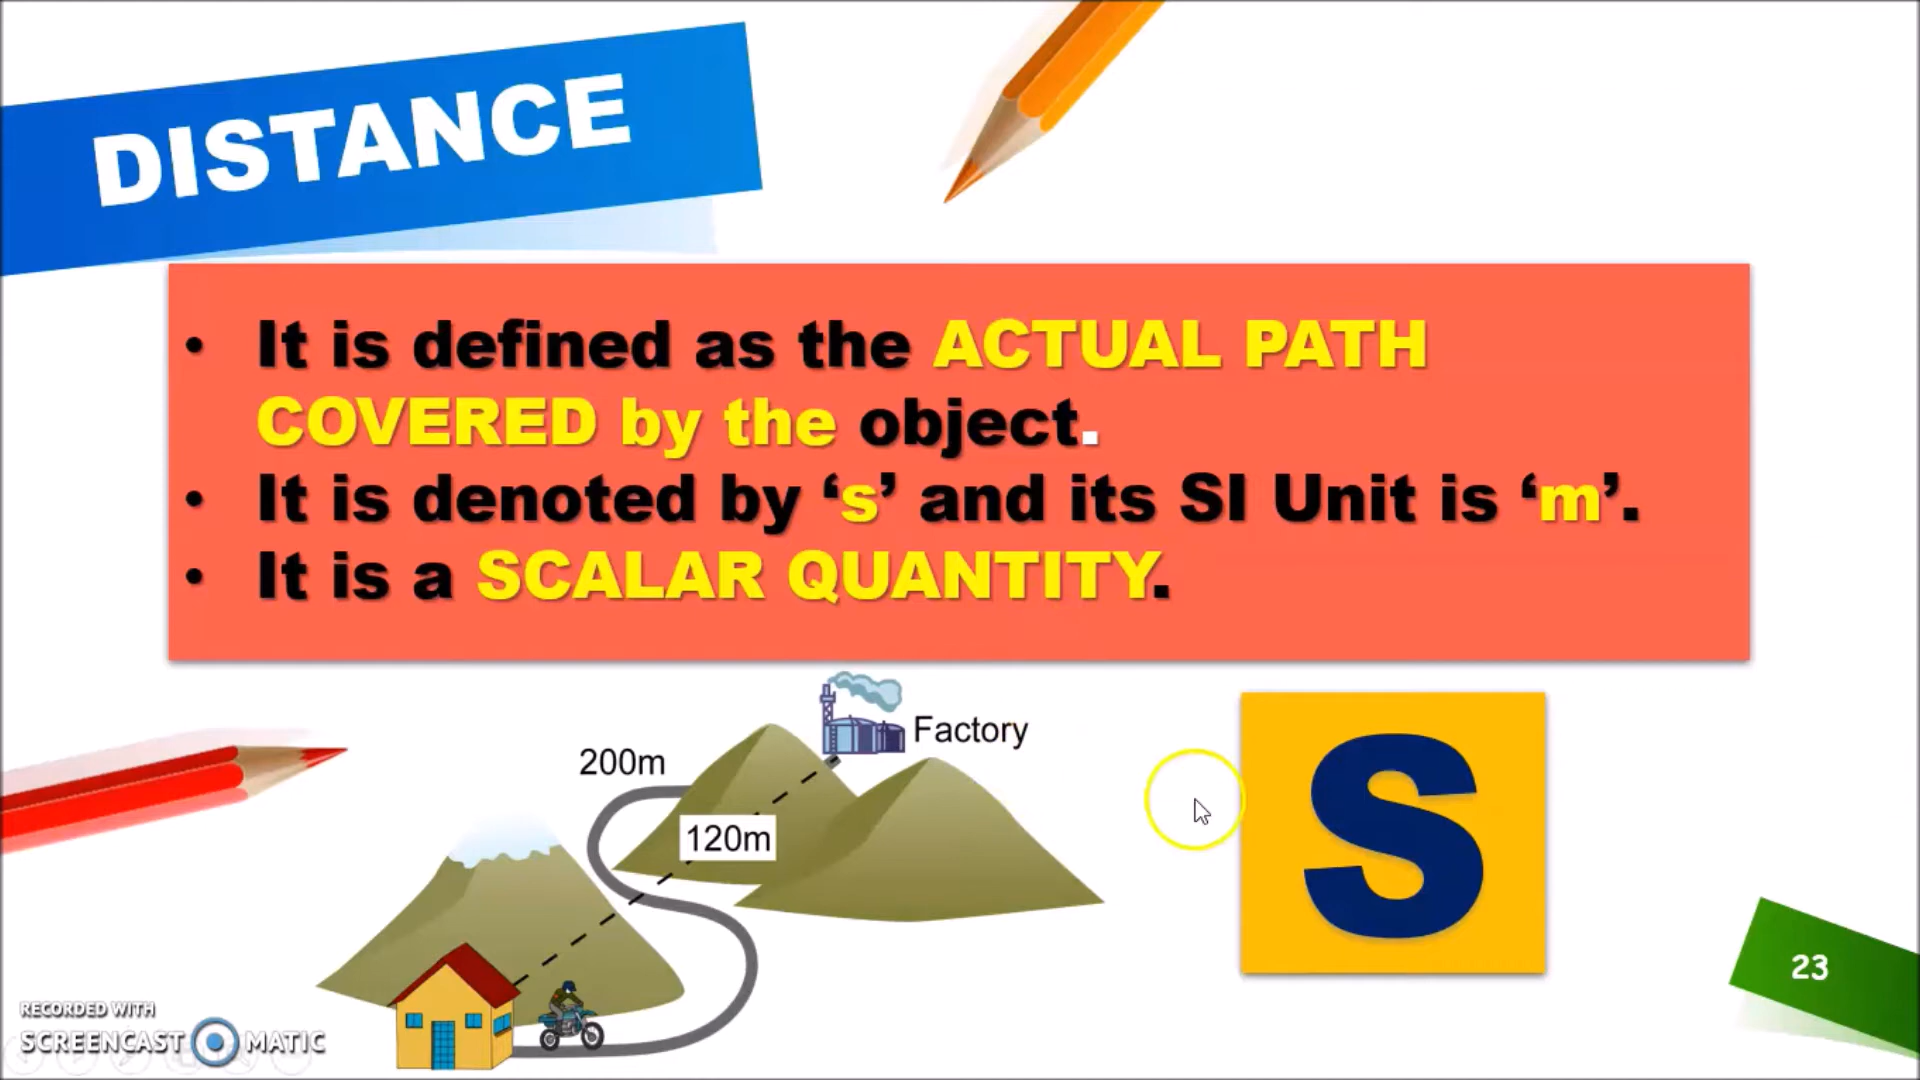 DISTANCE
• It is defined as the ACTUAL PATH
COVERED by the object.
• It is denoted by ‘s’ and its SI Unit is ‘m’.
• It is a SCALAR QUANTITY.
Factory
200m
120m
S
23
RECORDED WITH
SCREENCAST MATIC